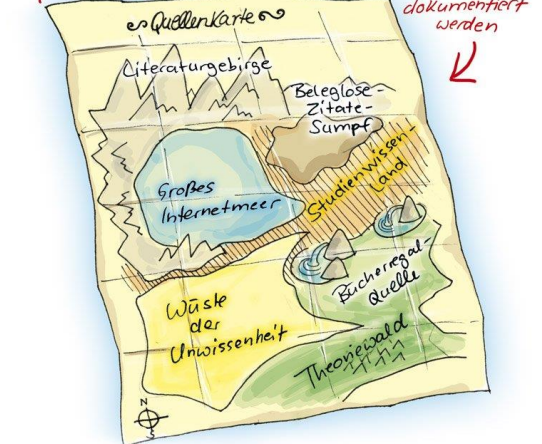 dokumentiert
werden
Quellenkarte
Literaturgebirge
Beleglose-
Zitate-
Sumpf
Großes
Internetmeer
Studienwissen-
Land
Bücherregal-
Quelle
Wüste
der
Unwissenheit
Theoriewald
N
S